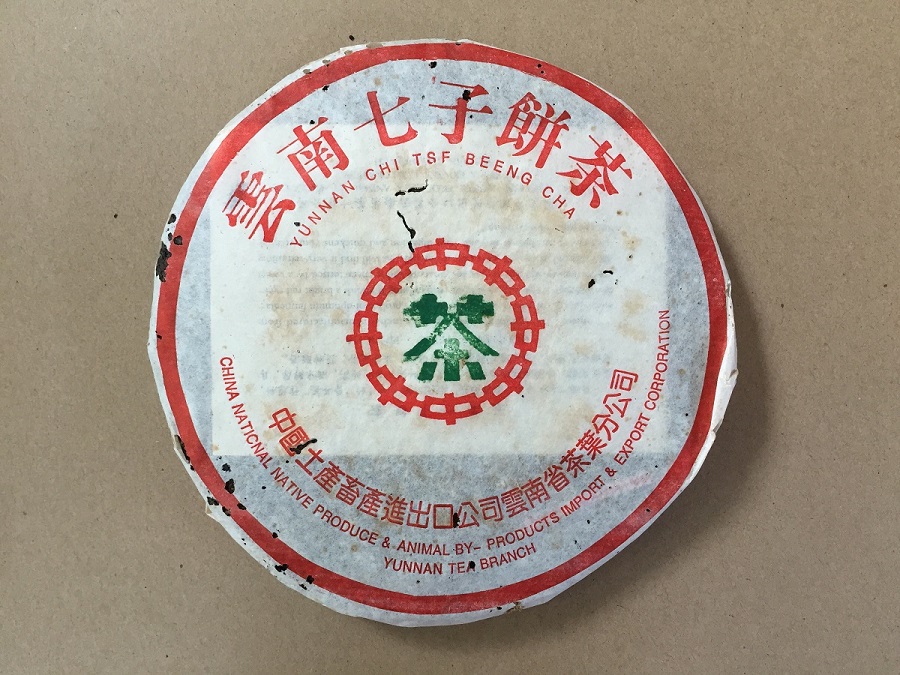 雲南七子餅茶
YUNNAN CHI TSF BEENG CHA
茶
中國土產畜產進出口公司雲南省茶葉分公司
CHINA NATICNAL NATIVE PRODUCE & ANIMAL BY- PRODUCTS IMPORT & EXPORT CORPORATION
YUNNAN TEA BRANCH